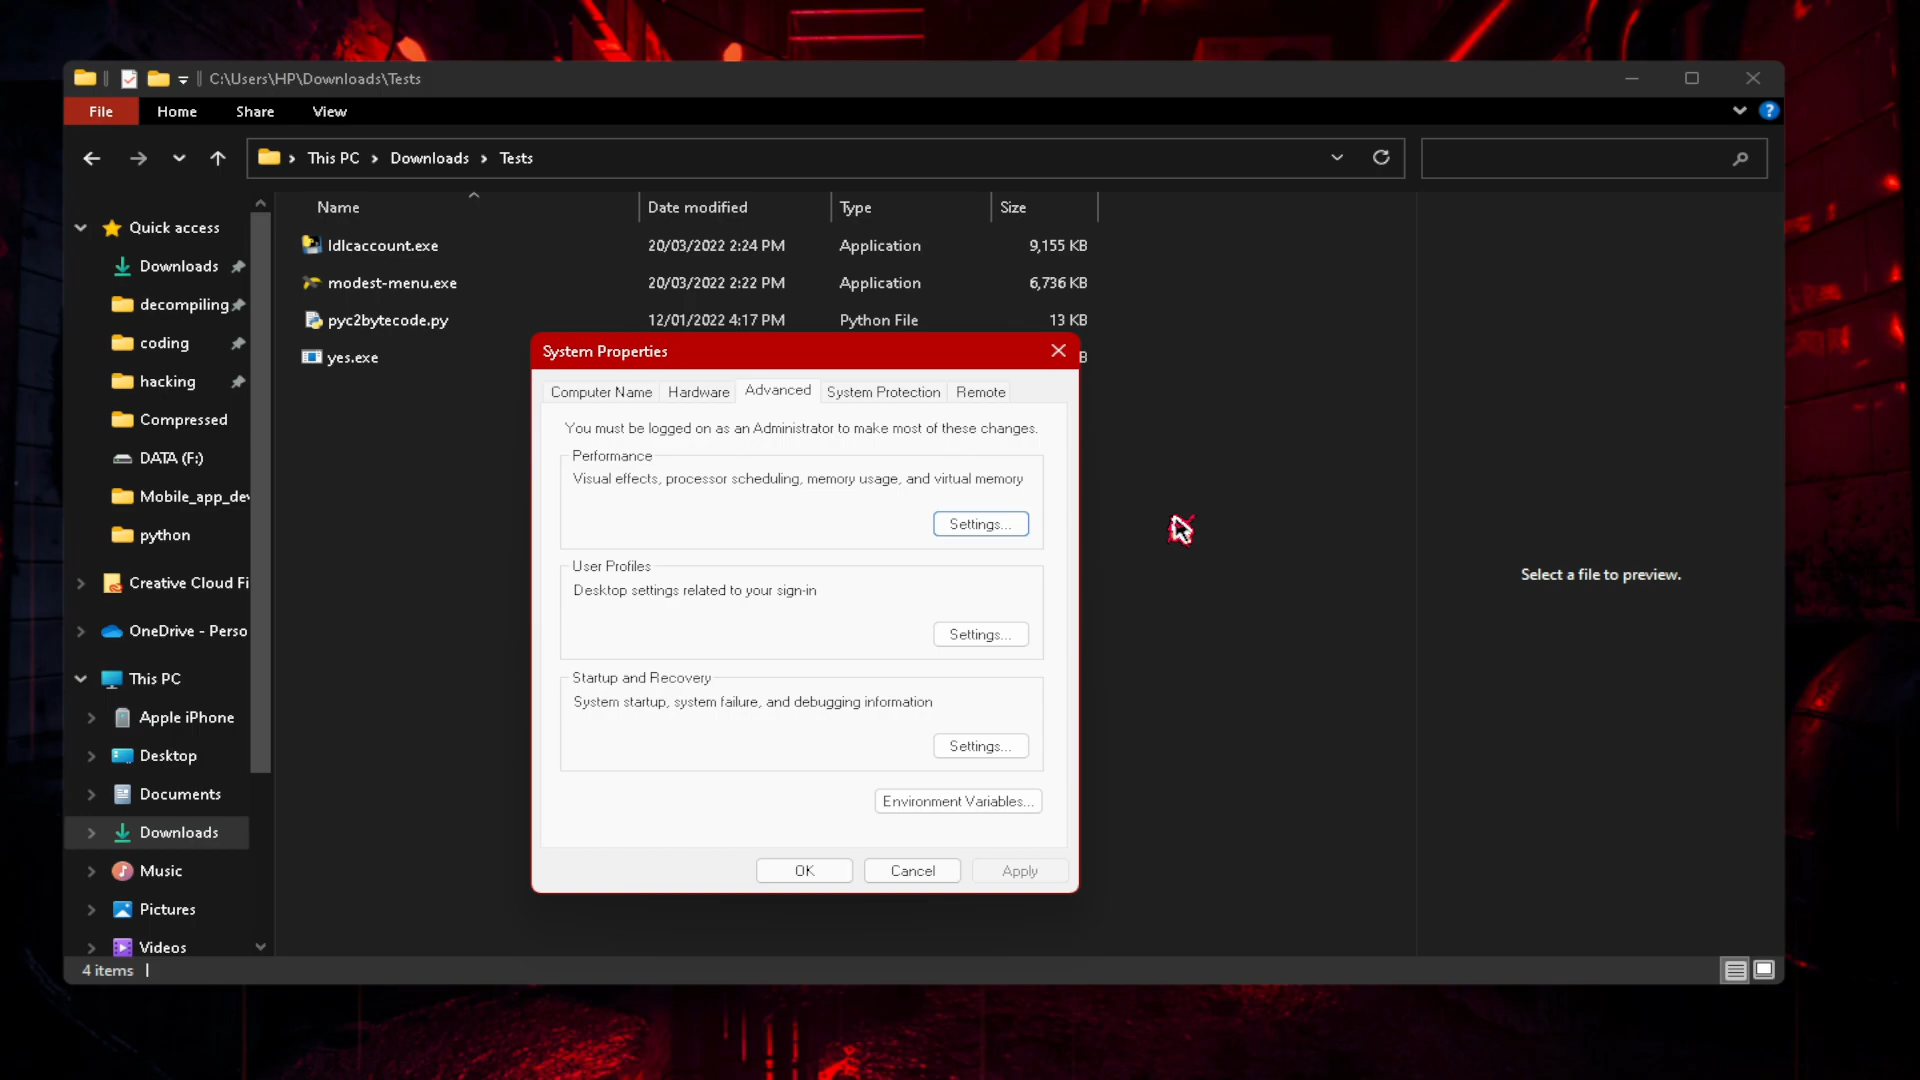 C:\Users\HP\Downloads\Tests
File Home Share View
This PC Downloads Tests
Name Date modified Type Size
Quick access
Downloads
decompiling
coding
hacking
Compressed
DATA (F:)
Mobile_app_dev
python
Creative Cloud Fi
OneDrive - Perso
This PC
Apple iPhone
Desktop
Documents
Downloads
Music
Pictures
Videos
ldlcaccount.exe 20/03/2022 2:24 PM Application 9,155 KB
modest-menu.exe 20/03/2022 2:22 PM Application 6,736 KB
pyc2bytecode.py 12/01/2022 4:17 PM Python File 13 KB
yes.exe B
System Properties
Computer Name Hardware Advanced System Protection Remote
You must be logged on as an Administrator to make most of these changes.
Performance
Visual effects, processor scheduling, memory usage, and virtual memory
Settings...
User Profiles
Desktop settings related to your sign-in
Settings...
Startup and Recovery
System startup, system failure, and debugging information
Settings...
Environment Variables...
OK Cancel Apply
Select a file to preview.
4 items